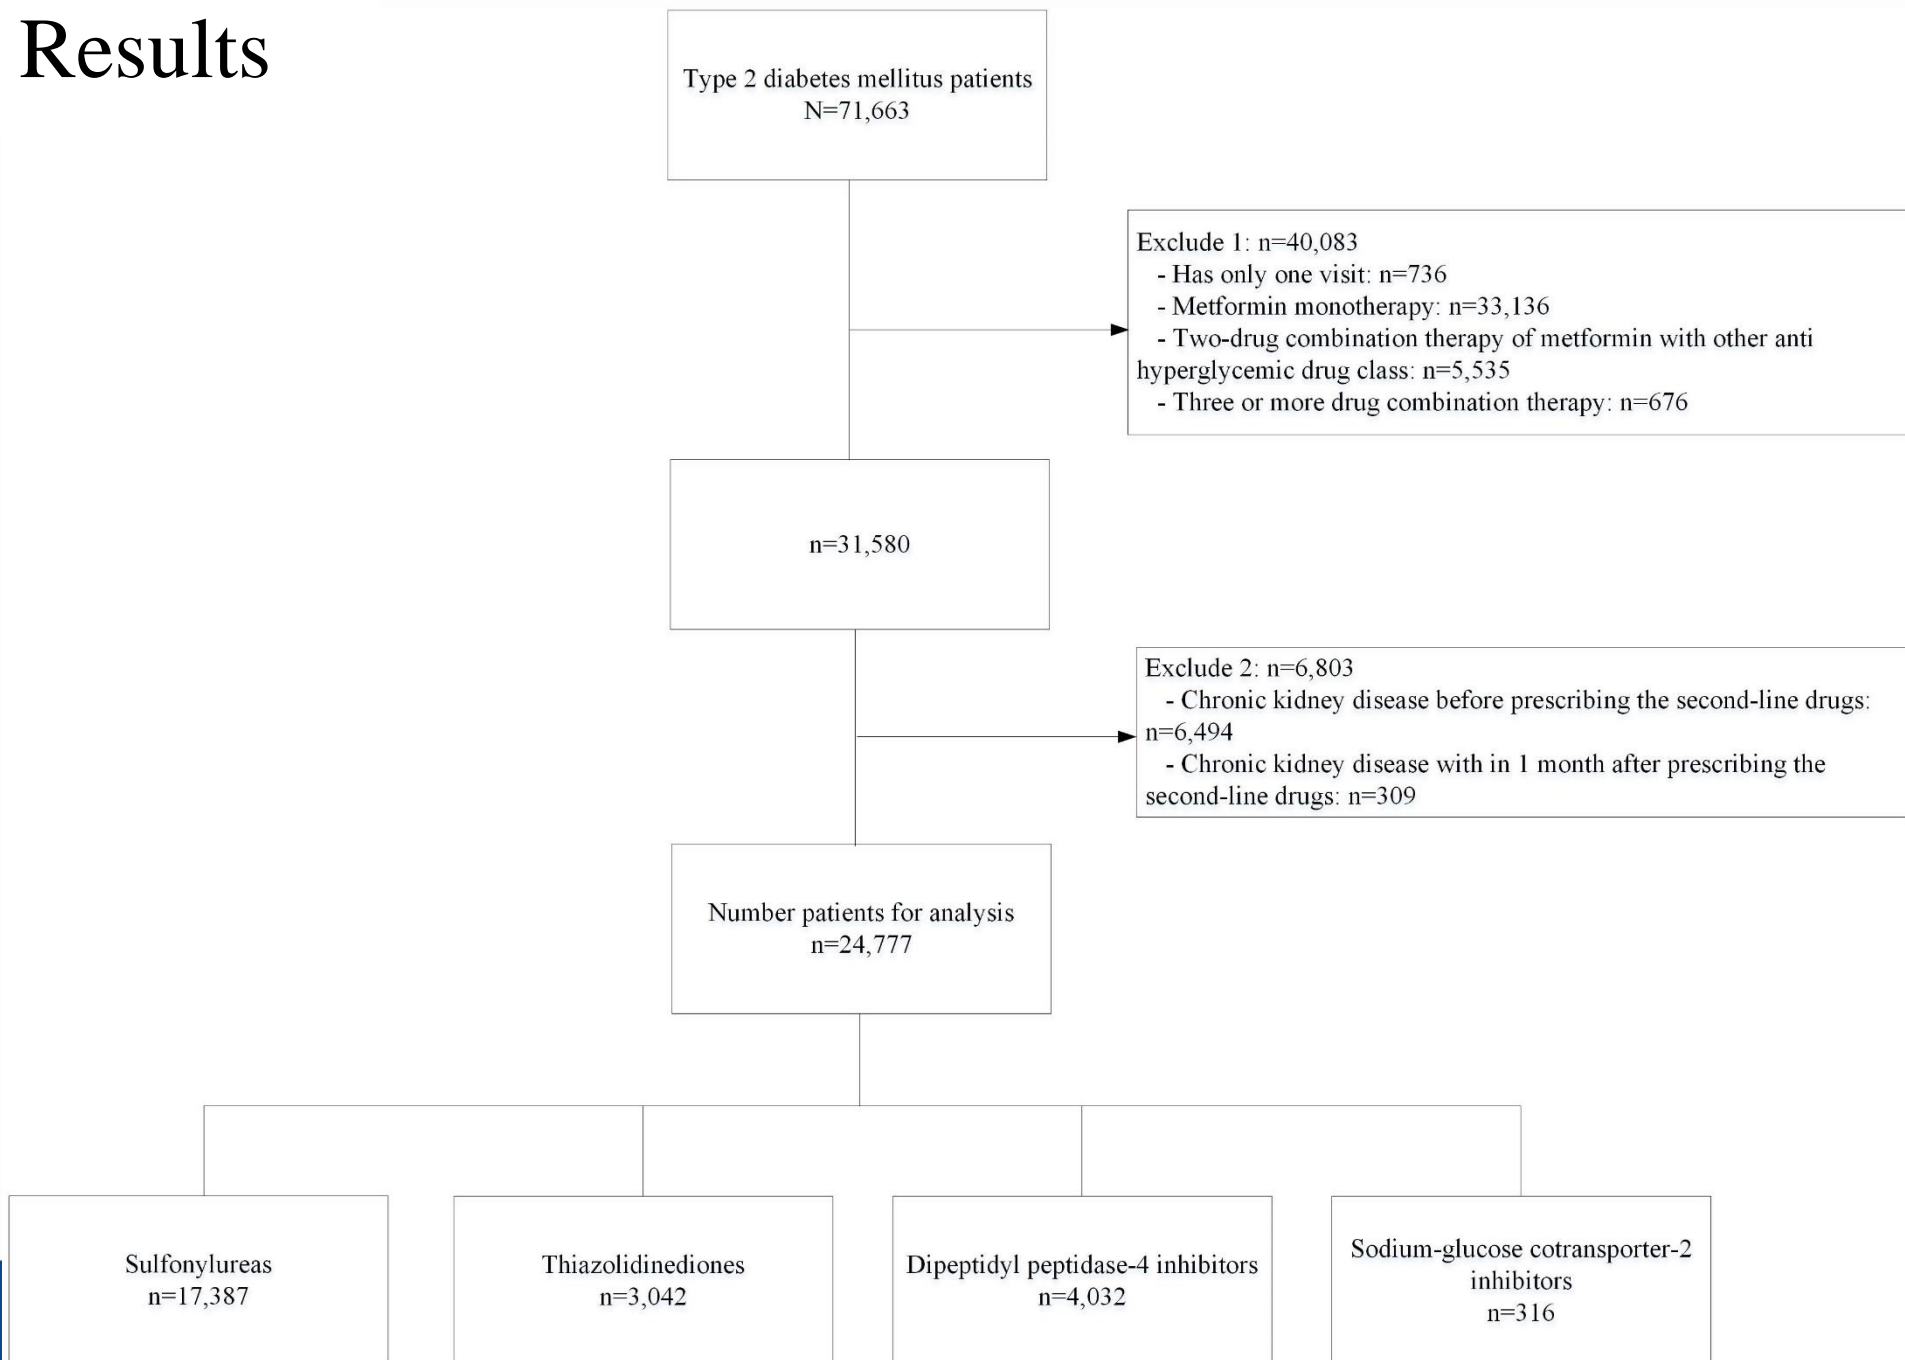 Results
Type 2 diabetes mellitus patients
N=71,663
Exclude 1: n=40,083
- Has only one visit: n=736
- Metformin monotherapy: n=33,136
- Two-drug combination therapy of metformin with other anti
hyperglycemic drug class: n=5,535
- Three or more drug combination therapy: n=676
n=31,580
Exclude 2: n=6,803
- Chronic kidney disease before prescribing the second-line drugs:
n=6,494
- Chronic kidney disease with in 1 month after prescribing the
second-line drugs: n=309
Number patients for analysis
n=24,777
Sulfonylureas
n=17,387
Thiazolidinediones
n=3,042
Dipeptidyl peptidase-4 inhibitors
n=4,032
Sodium-glucose cotransporter-2
inhibitors
n=316